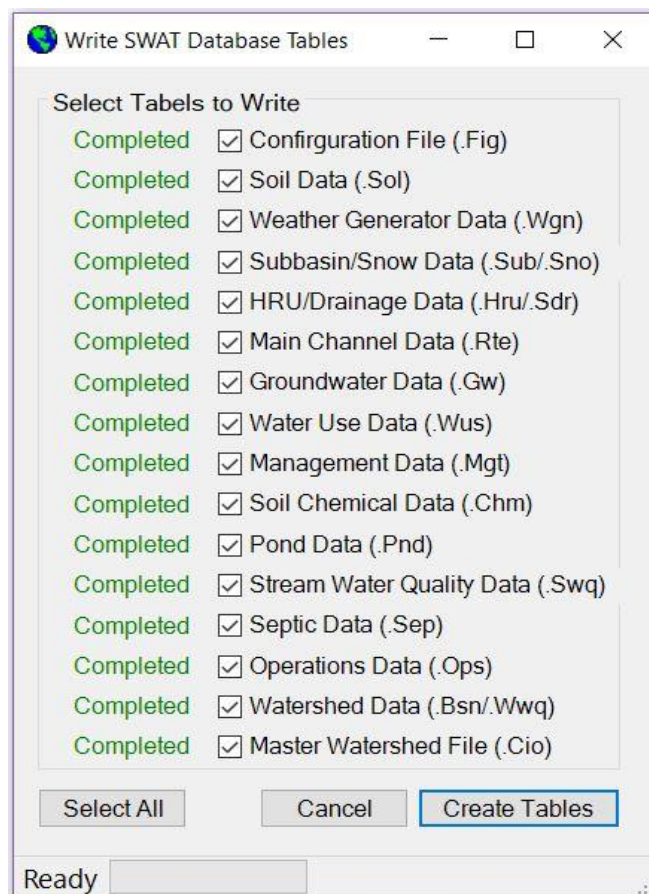 Write SWAT Database Tables
Select Tabels to Write
Completed Confirguration File (.Fig)
Completed Soil Data (.Sol)
Completed Weather Generator Data (.Wgn)
Completed Subbasin/Snow Data (.Sub/.Sno)
Completed HRU/Drainage Data (.Hru/.Sdr)
Completed Main Channel Data (.Rte)
Completed Groundwater Data (.Gw)
Completed Water Use Data (.Wus)
Completed Management Data (.Mgt)
Completed Soil Chemical Data (.Chm)
Completed Pond Data (.Pnd)
Completed Stream Water Quality Data (.Swq)
Completed Septic Data (.Sep)
Completed Operations Data (.Ops)
Completed Watershed Data (.Bsn/.Wwq)
Completed Master Watershed File (.Cio)
Select All Cancel Create Tables
Ready